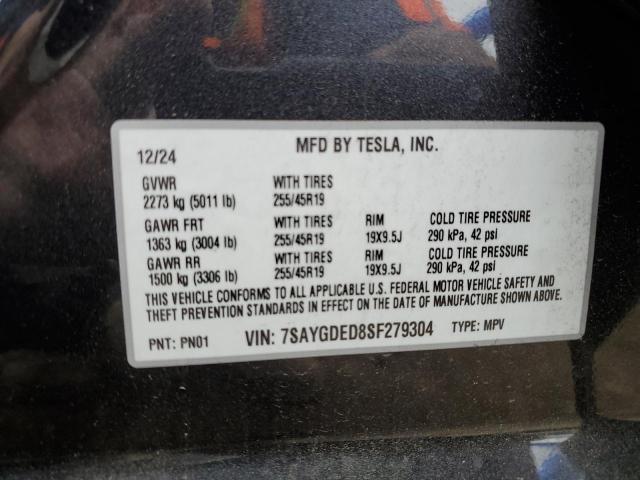 MFD BY TESLA, INC.
12/24
GVWR WITH TIRES
2273 kg (5011 lb) 255/45R19
GAWR FRT WITH TIRES RIM COLD TIRE PRESSURE
1363 kg (3004 lb) 255/45R19 19X9.5J 290 kPa, 42 psi
GAWR RR WITH TIRES RIM COLD TIRE PRESSURE
1500 kg (3306 lb) 255/45R19 19X9.5J 290 kPa, 42 psi
THIS VEHICLE CONFORMS TO ALL APPLICABLE U.S. FEDERAL MOTOR VEHICLE SAFETY AND
THEFT PREVENTION STANDARDS IN EFFECT ON THE DATE OF MANUFACTURE SHOWN ABOVE.
PNT: PN01 VIN: 7SAYGDED8SF279304 TYPE: MPV